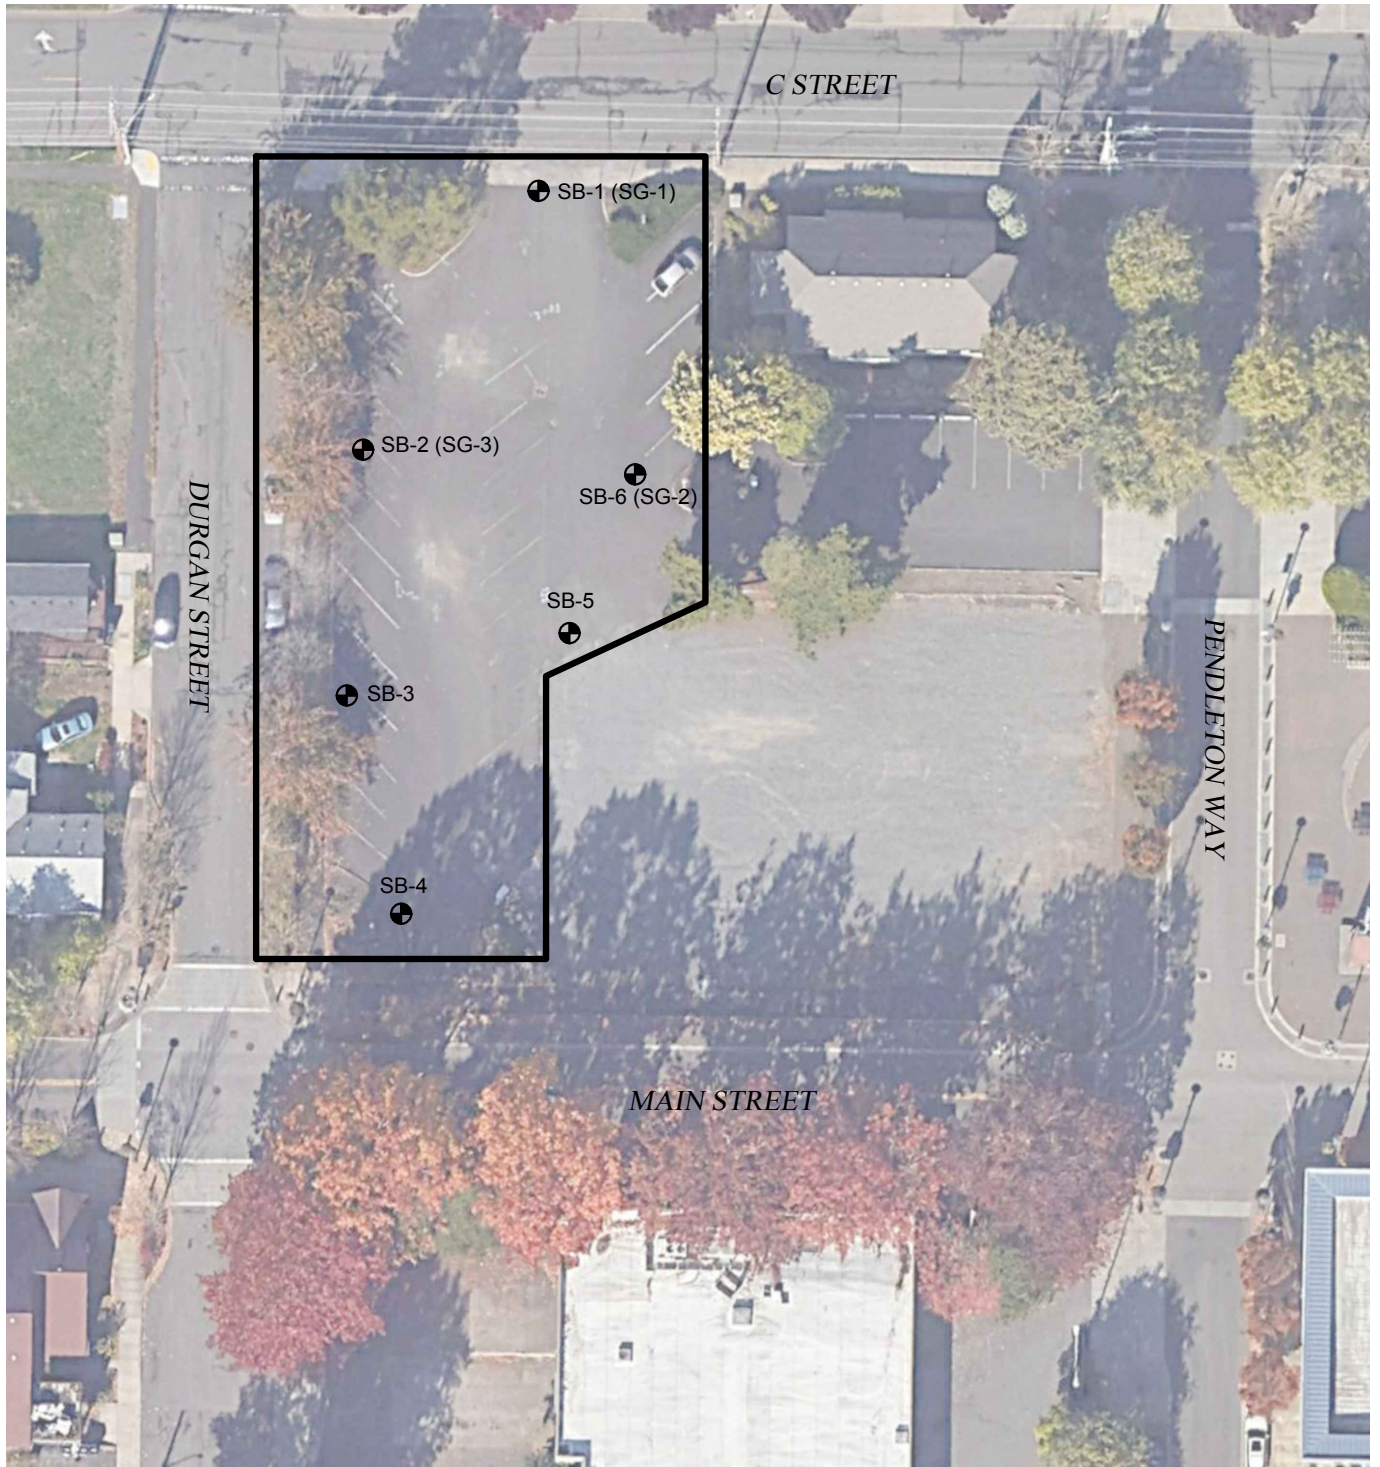 C STREET
SB-1 (SG-1)
SB-2 (SG-3)
SB-6 (SG-2)
DURGAN STREET
SB-5
PENDLETON WAY
SB-3
SB-4
MAIN STREET